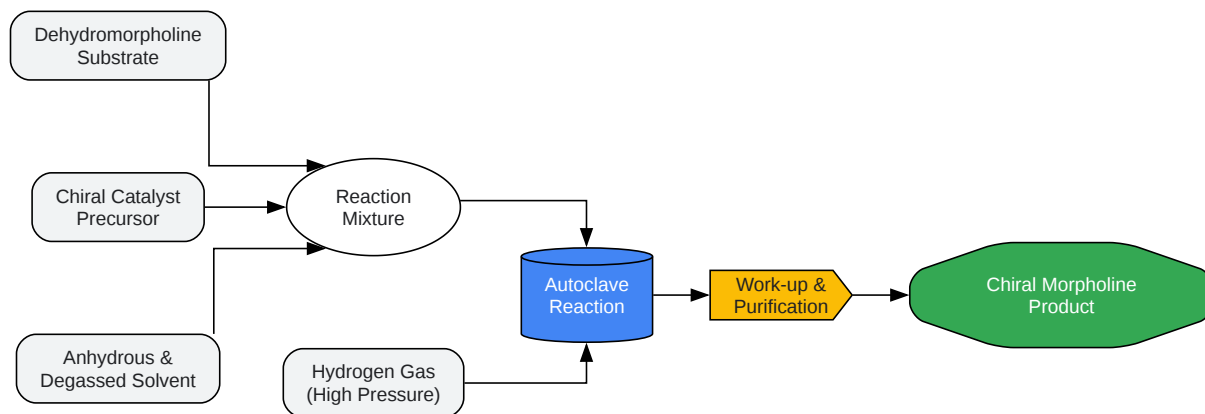 Dehydromorpholine
Substrate
Chiral Catalyst
Precursor
Reaction
Mixture
Anhydrous &
Degassed Solvent
Hydrogen Gas
(High Pressure)
Autoclave
Reaction
Work-up &
Purification
Chiral Morpholine
Product